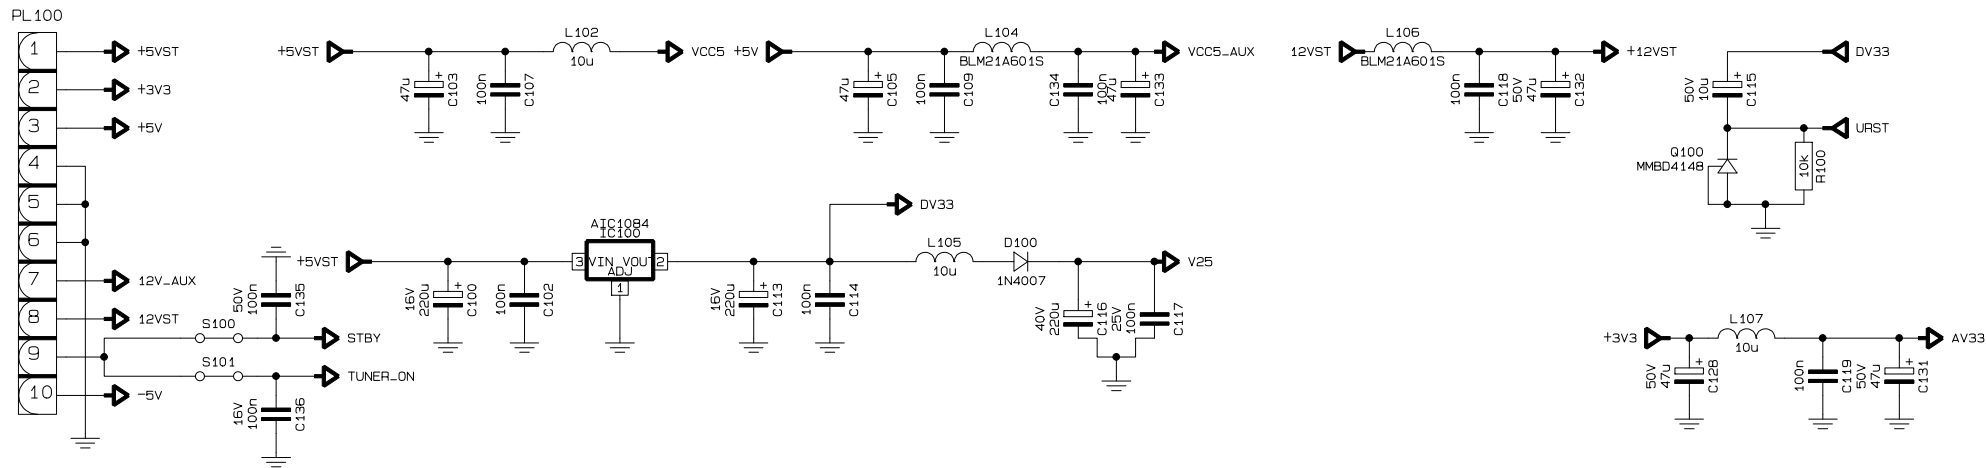 PL100
1
+5VST
2
+3V3
3
+5V
4
5
6
7
12V_AUX
8
12VST
9
10
-5V
S100
S101
50V
100n
C135
STBY
TUNER_ON
16V
100n
C136
+5VST
47u
+
C103
100n
C107
L102
10u
VCC5
+5V
47u
+
C105
100n
C109
L104
BLM21A601S
C134
100n
47u
+
C133
VCC5_AUX
12VST
L106
BLM21A601S
100n
C118
50V
47u
+
C132
+12VST
DV33
50V
10u
+
C115
URST
Q100
MMBD4148
10k
R100
+5VST
16V
220u
+
C100
100n
C102
AIC1084
IC100
3
VIN VOUT
2
ADJ
1
16V
220u
+
C113
100n
C114
DV33
L105
10u
D100
1N4007
V25
40V
220u
+
C116
25V
100n
C117
+3V3
50V
47u
+
C128
L107
10u
100n
C119
50V
47u
+
C131
AV33